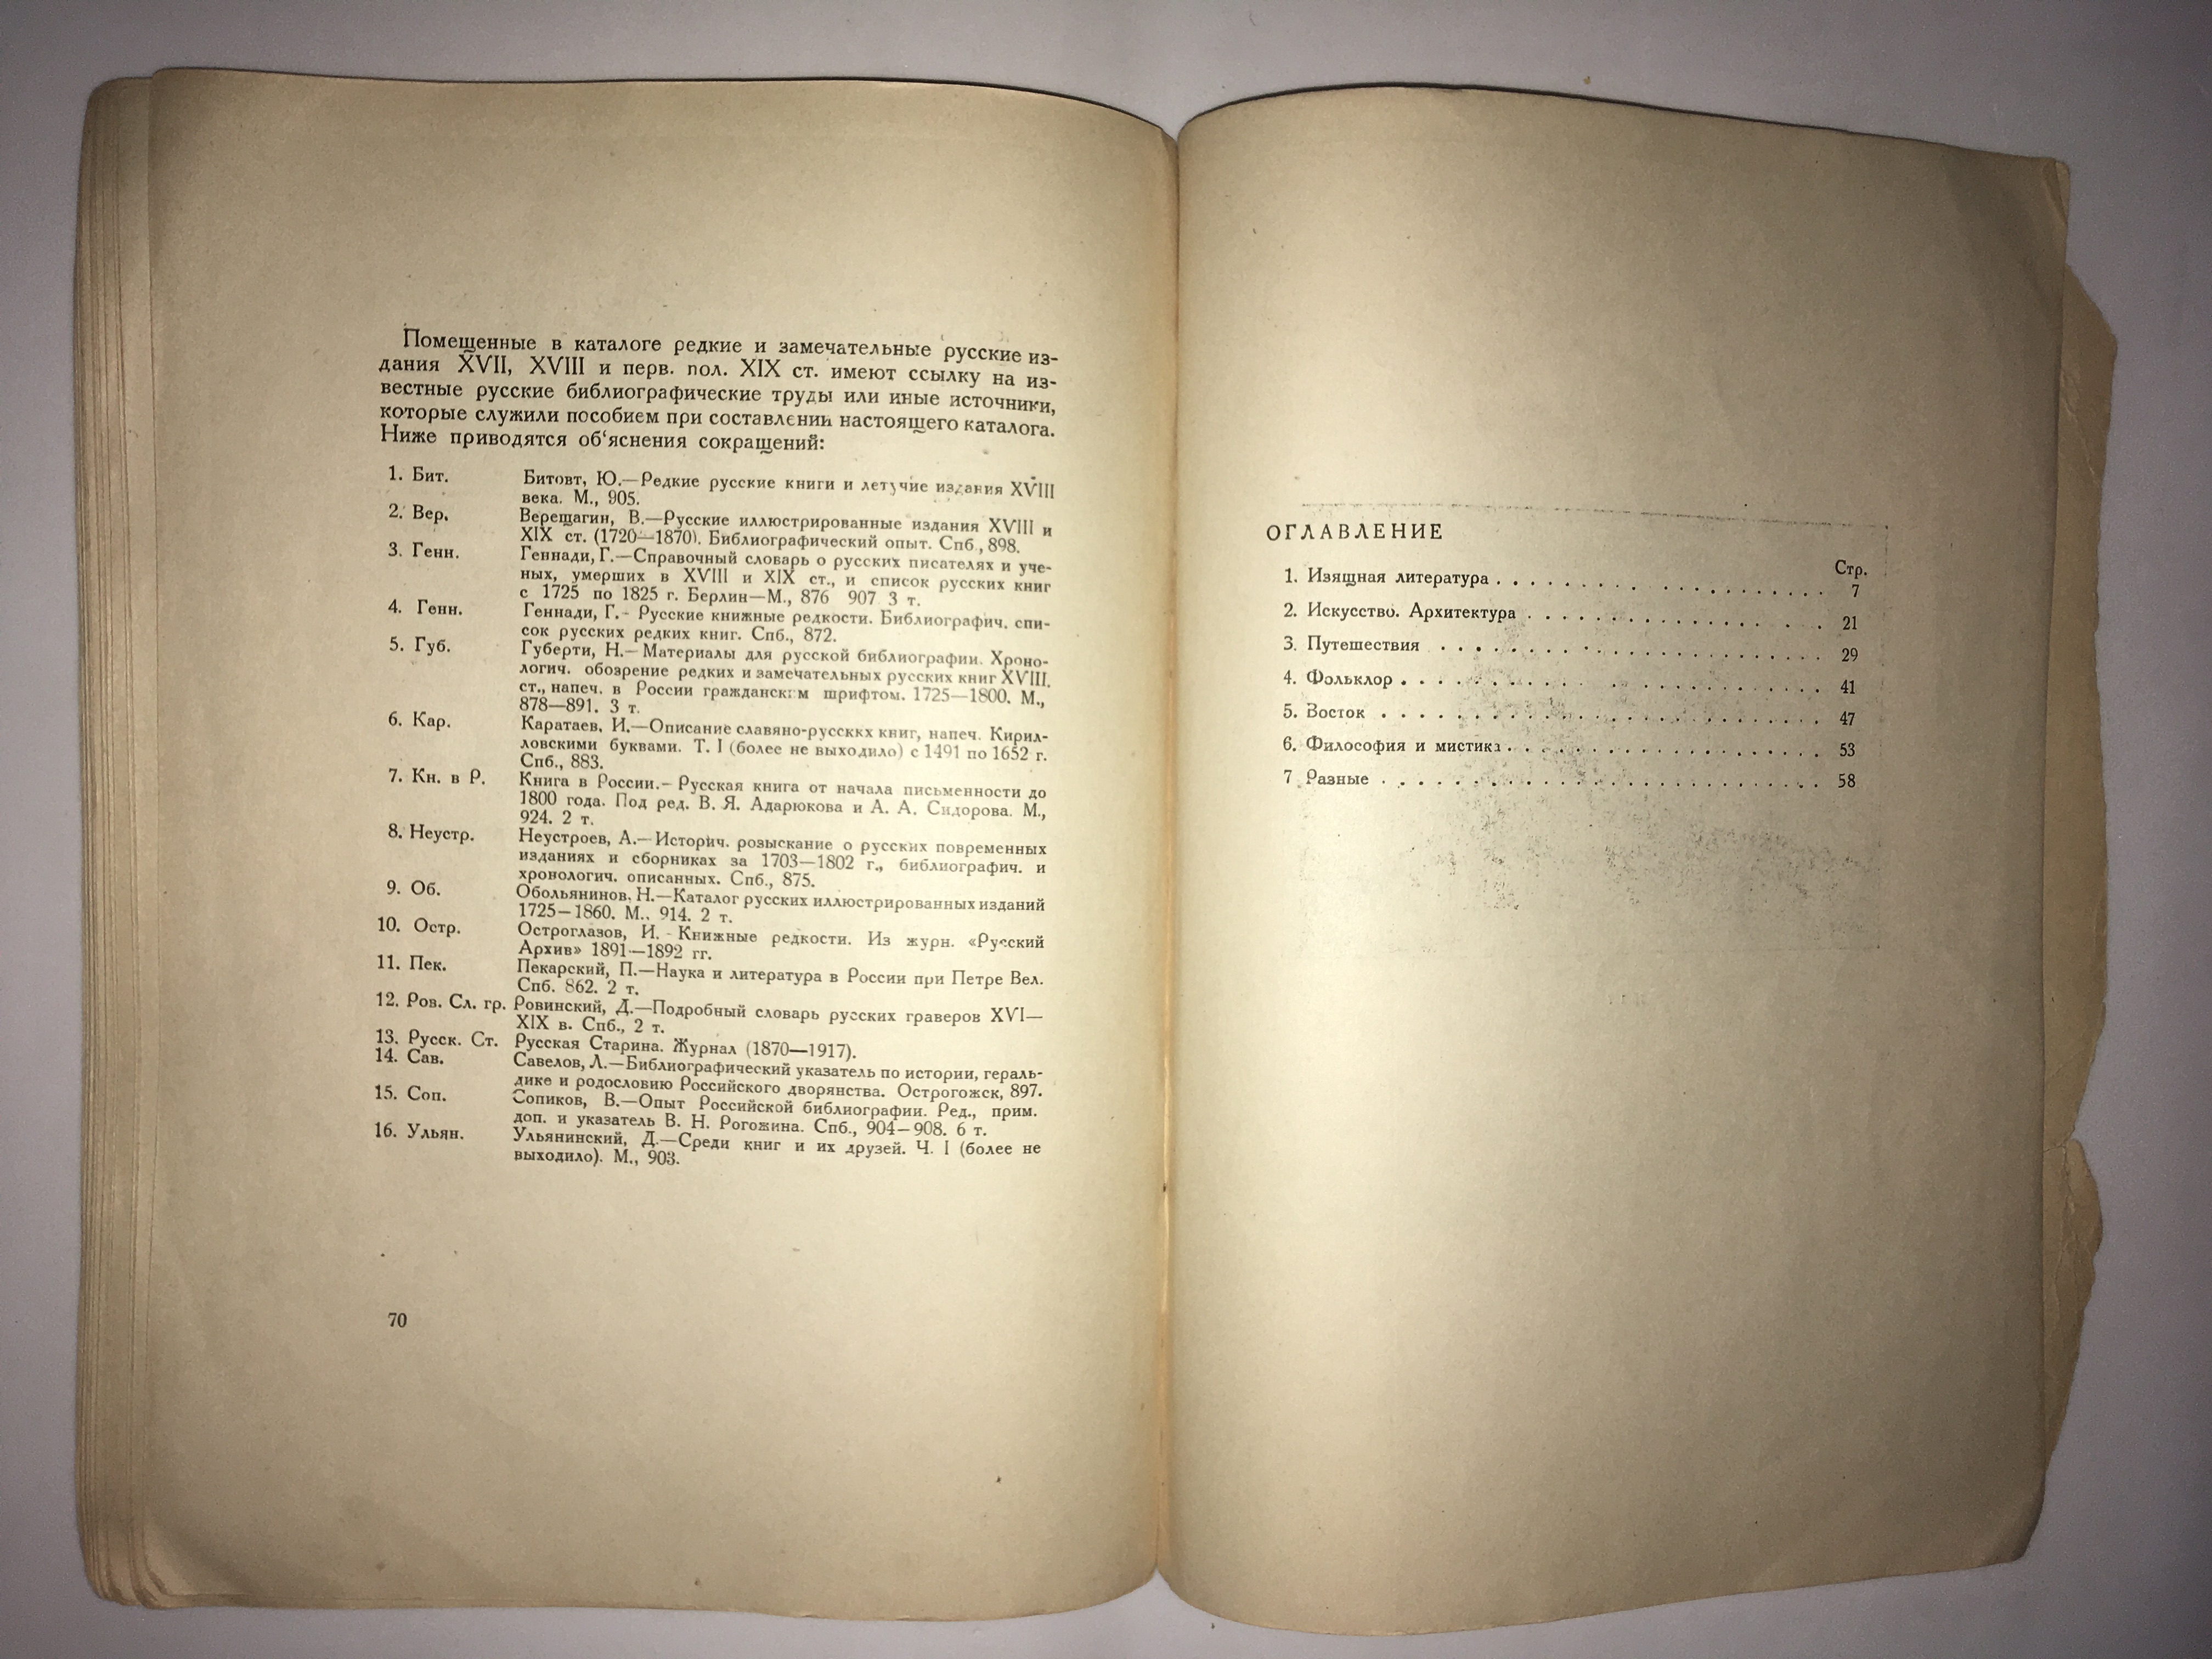 Помещенные в каталоге редкие и замечательные русские из-
дания XVII, XVIII и перв. пол. XIX ст. имеют ссылку на из-
вестные русские библиографические труды или иные источники,
которые служили пособием при составлении настоящего каталога.
Ниже приводятся об‘яснения сокращений:
1. Бит. Битовт, Ю.—Редкие русские книги и летучие издания XVIII
века. М., 905.
2. Вер. Верещагин, В.—Русские иллюстрированные издания XVIII и
XIX ст. (1720—1870). Библиографический опыт. Спб., 898.
3. Генн. Геннади, Г.—Справочный словарь о русских писателях и уче-
ных, умерших в XVIII и XIX ст., и список русских книг
с 1725 по 1825 г. Берлин—М., 876 907 3 т.
4. Генн. Геннади, Г.- Русские книжные редкости. Библиографич. спи-
сок русских редких книг. Спб., 872.
5. Губ. Губерти, Н.—Материалы для русской библиографии. Хроно-
логич. обозрение редких и замечательных русских книг XVIII.
ст., напеч. в России гражданским шрифтом. 1725—1800. М.,
878—891. 3 т.
6. Кар. Каратаев, И.—Описание славяно-руссккх книг, напеч. Кирил-
ловскими буквами. Т. I (более не выходило) с 1491 по 1652 г.
Спб., 883.
7. Кн. в Р. Книга в России.—Русская книга от начала письменности до
1800 года. Под ред. В. Я. Адарюкова и А. А. Сидорова. М.,
924. 2 т.
8. Неустр. Неустроев, А.—Историч. розыскание о русских повременных
изданиях и сборниках за 1703—1802 г., библиографич. и
хронологич. описанных. Спб., 875.
9. Об. Обольянинов, Н.—Каталог русских иллюстрированных изданий
1725—1860. М., 914. 2 т.
10. Остр. Остроглазов, И. - Книжные редкости. Из журн. «Русский
Архив» 1891—1892 гг.
11. Пек. Пекарский, П.—Наука и литература в России при Петре Вел.
Спб. 862. 2 т.
12. Ров. Сл. гр. Ровинский, Д.—Подробный словарь русских граверов XVI—
XIX в. Спб., 2 т.
13. Русск. Ст. Русская Старина. Журнал (1870—1917).
14. Сав. Савелов, Л.—Библиографический указатель по истории, гераль-
дике и родословию Российского дворянства. Острогожск, 897.
15. Соп. Сопиков, В.—Опыт Российской библиографии. Ред., прим.
доп. и указатель В. Н. Рогожина. Спб., 904—908. 6 т.
16. Ульян. Ульянинский, Д.—Среди книг и их друзей. Ч. I (более не
выходило). М., 903.
70
ОГЛАВЛЕНИЕ
Стр.
1. Изящная литература . . . . . . . . . . . . . . . . 7
2. Искусство. Архитектура . . . . . . . . . . . . . . . . 21
3. Путешествия . . . . . . . . . . . . . . . . 29
4. Фольклор . . . . . . . . . . . . . . . . 41
5. Восток . . . . . . . . . . . . . . . . 47
6. Философия и мистика . . . . . . . . . . . . . . . . 53
7 Разные . . . . . . . . . . . . . . . . 58